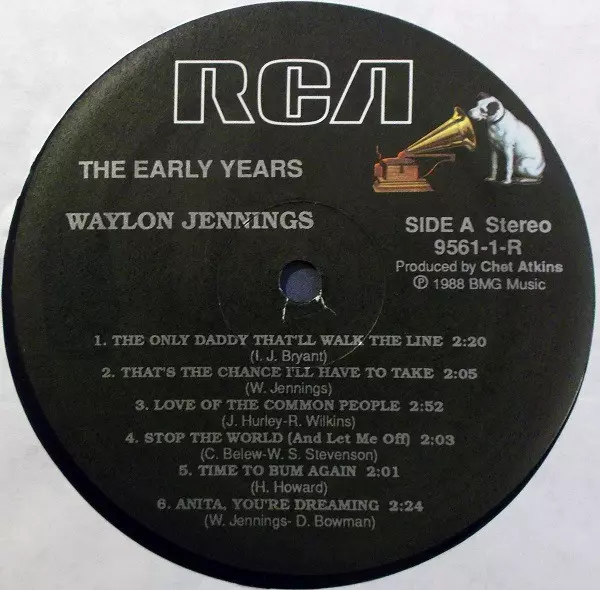 RCA
THE EARLY YEARS
WAYLON JENNINGS
SIDE A Stereo
9561-1-R
Produced by Chet Atkins
℗ 1988 BMG Music
1. THE ONLY DADDY THAT'LL WALK THE LINE 2:20
(I. J. Bryant)
2. THAT'S THE CHANCE I'LL HAVE TO TAKE 2:05
(W. Jennings)
3. LOVE OF THE COMMON PEOPLE 2:52
(J. Hurley-R. Wilkins)
4. STOP THE WORLD (And Let Me Off) 2:03
(C. Belew-W. S. Stevenson)
5. TIME TO BUM AGAIN 2:01
(H. Howard)
6. ANITA, YOU'RE DREAMING 2:24
(W. Jennings- D. Bowman)